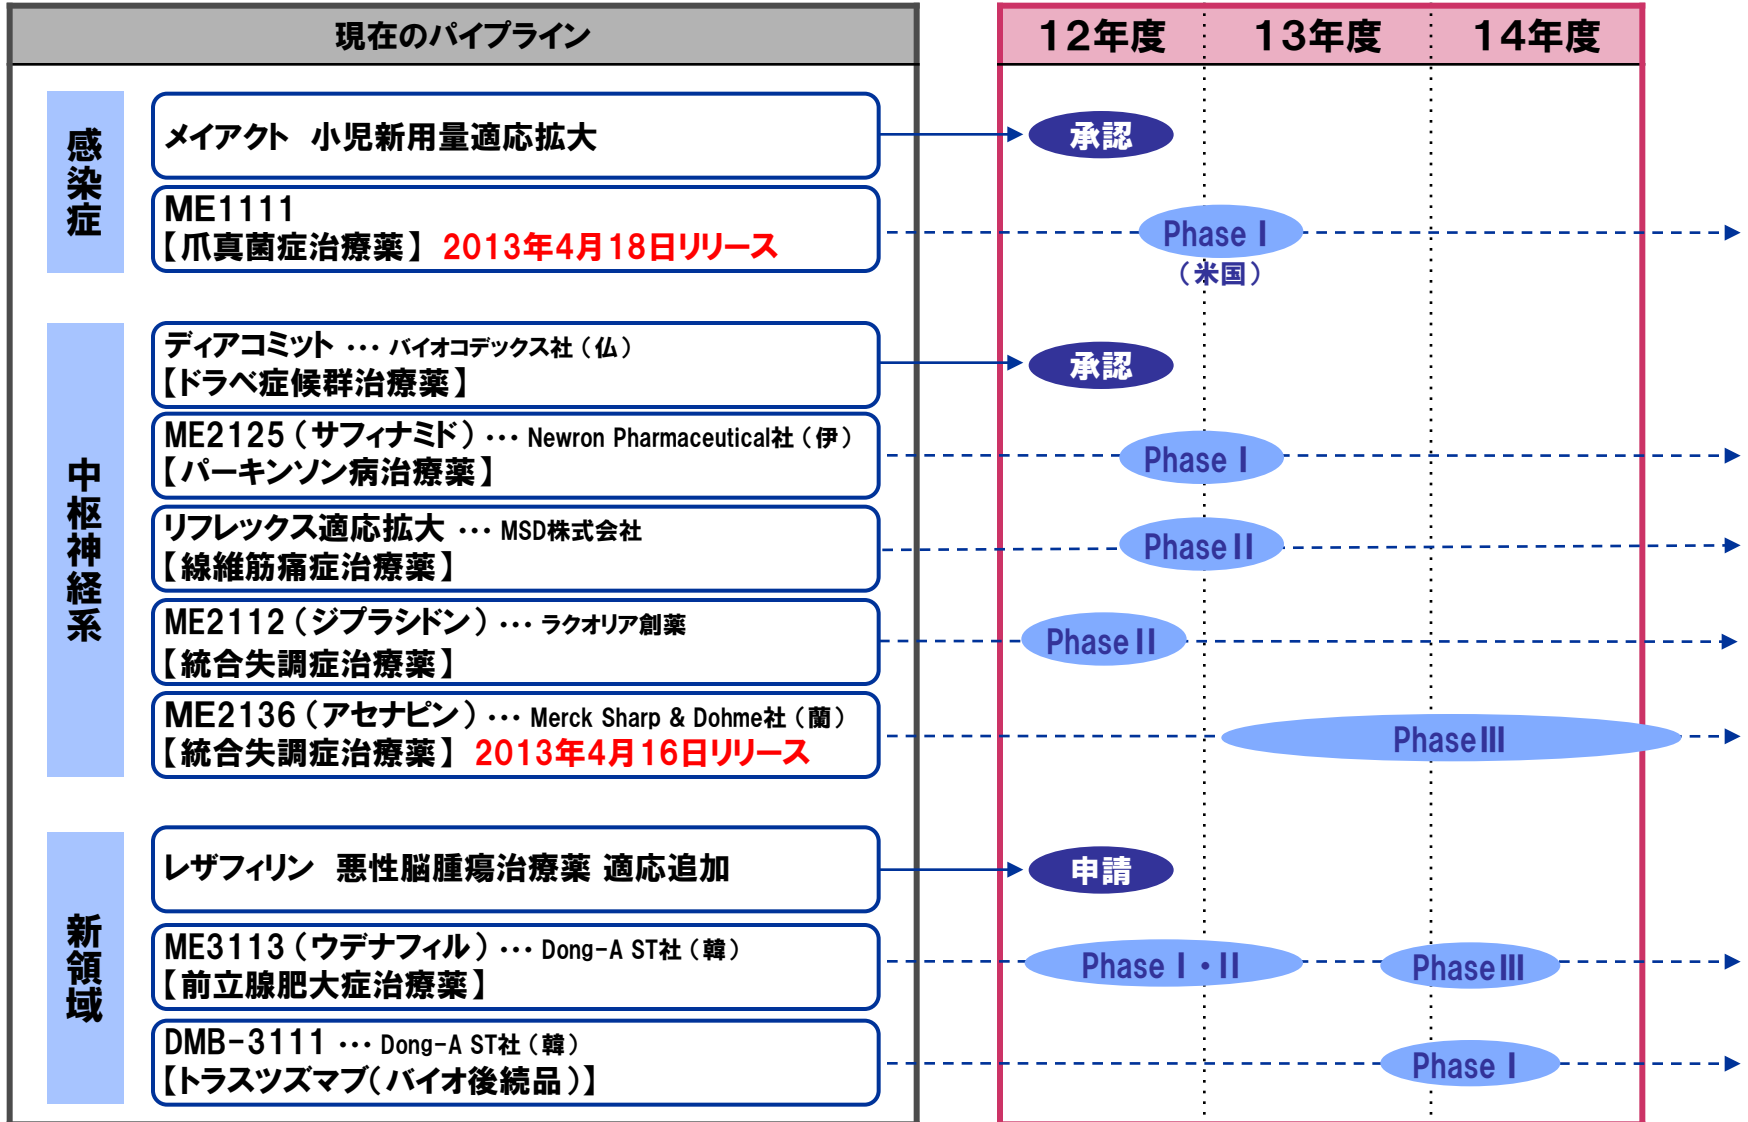 現在のパイプライン
12年度 13年度 14年度
感染症
メイアクト 小児新用量適応拡大
承認
ME1111
【爪真菌症治療薬】 2013年4月18日リリース
Phase Ⅰ
(米国)
中枢神経系
ディアコミット ・・・ バイオコデックス社(仏)
【ドラベ症候群治療薬】
承認
ME2125(サフィナミド)・・・ Newron Pharmaceutical社(伊)
【パーキンソン病治療薬】
Phase Ⅰ
リフレックス適応拡大 ・・・ MSD株式会社
【線維筋痛症治療薬】
PhaseⅡ
ME2112(ジプラシドン)・・・ ラクオリア創薬
【統合失調症治療薬】
PhaseⅡ
ME2136(アセナピン)・・・ Merck Sharp & Dohme社(蘭)
【統合失調症治療薬】 2013年4月16日リリース
PhaseⅢ
新領域
レザフィリン 悪性脳腫瘍治療薬 適応追加
申請
ME3113(ウデナフィル)・・・ Dong-A ST社(韓)
【前立腺肥大症治療薬】
Phase Ⅰ・Ⅱ
PhaseⅢ
DMB-3111 ・・・ Dong-A ST社(韓)
【トラスツズマブ(バイオ後続品)】
Phase Ⅰ